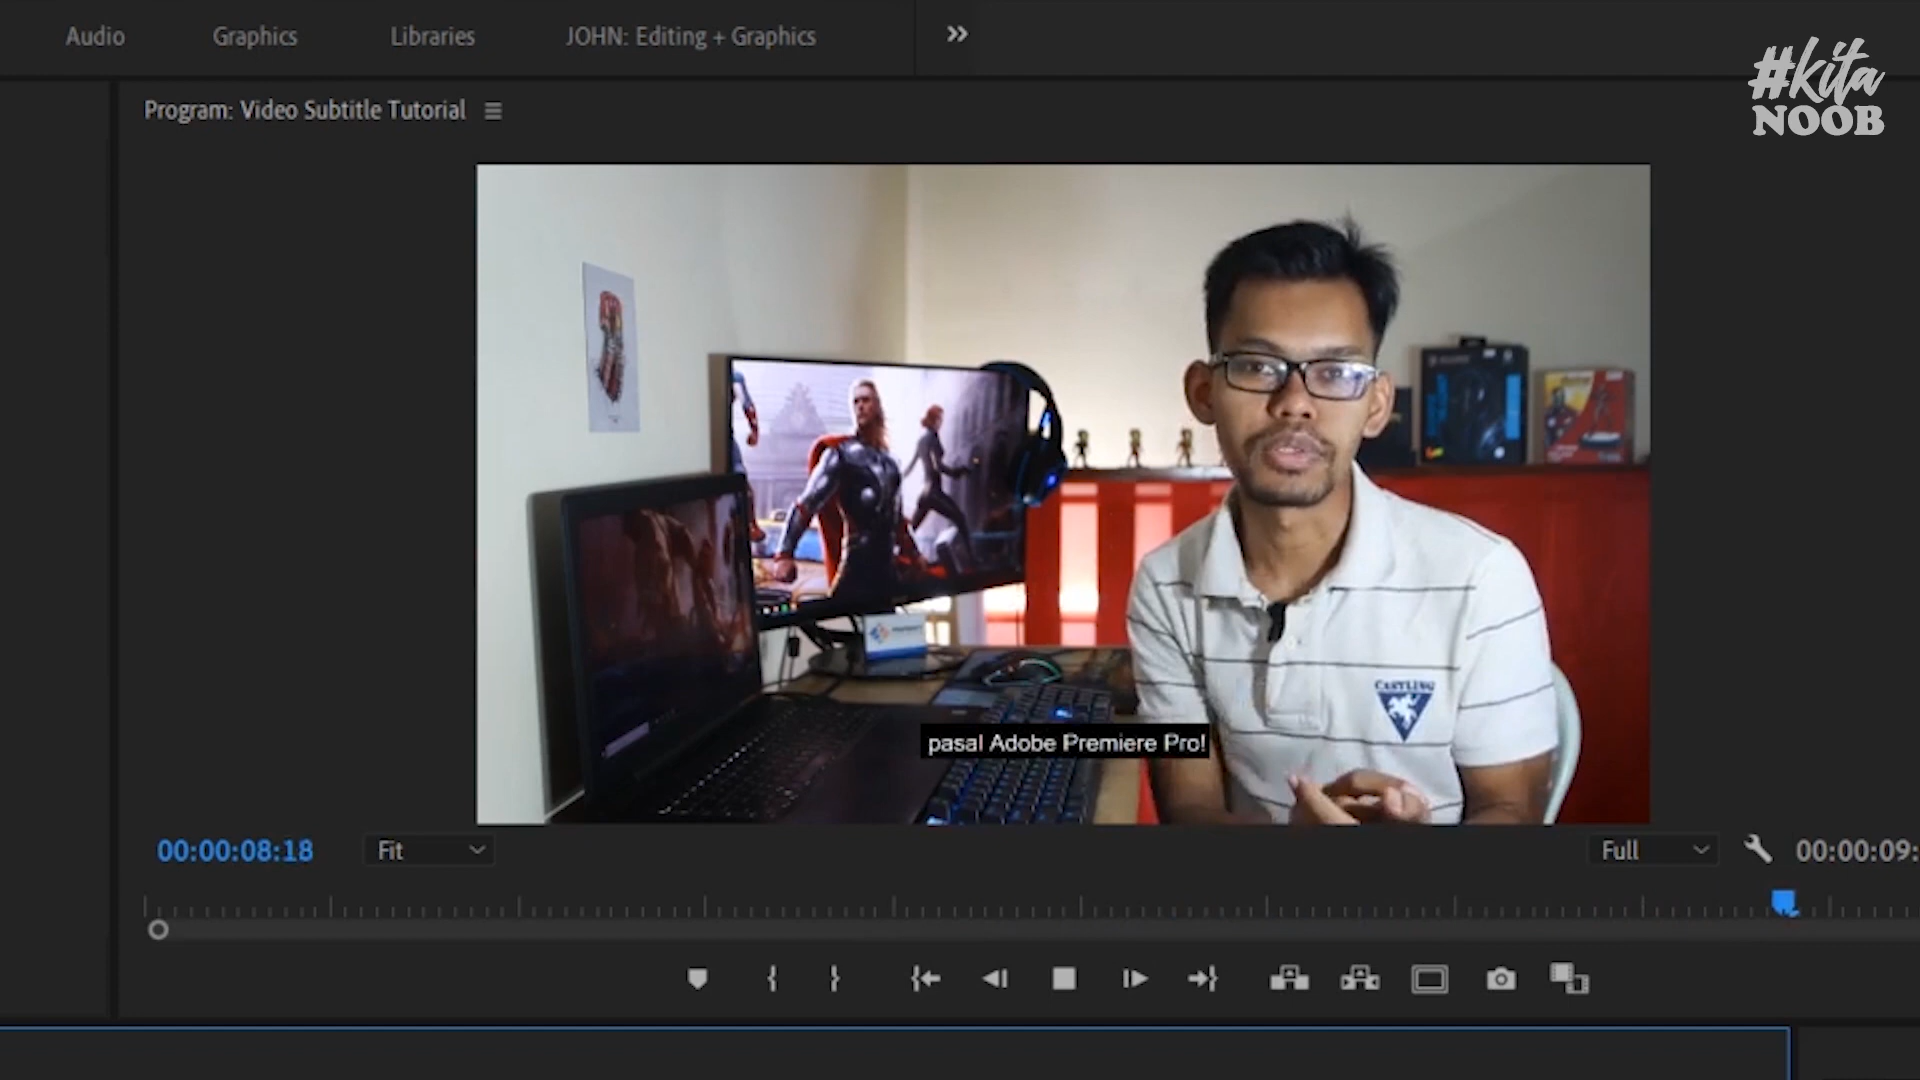 Audio
Graphics
Libraries
JOHN: Editing + Graphics
#kita
NOOB
Program: Video Subtitle Tutorial
CASTLING
pasal Adobe Premiere Pro!
00:00:08:18
Fit
Full
00:00:09: